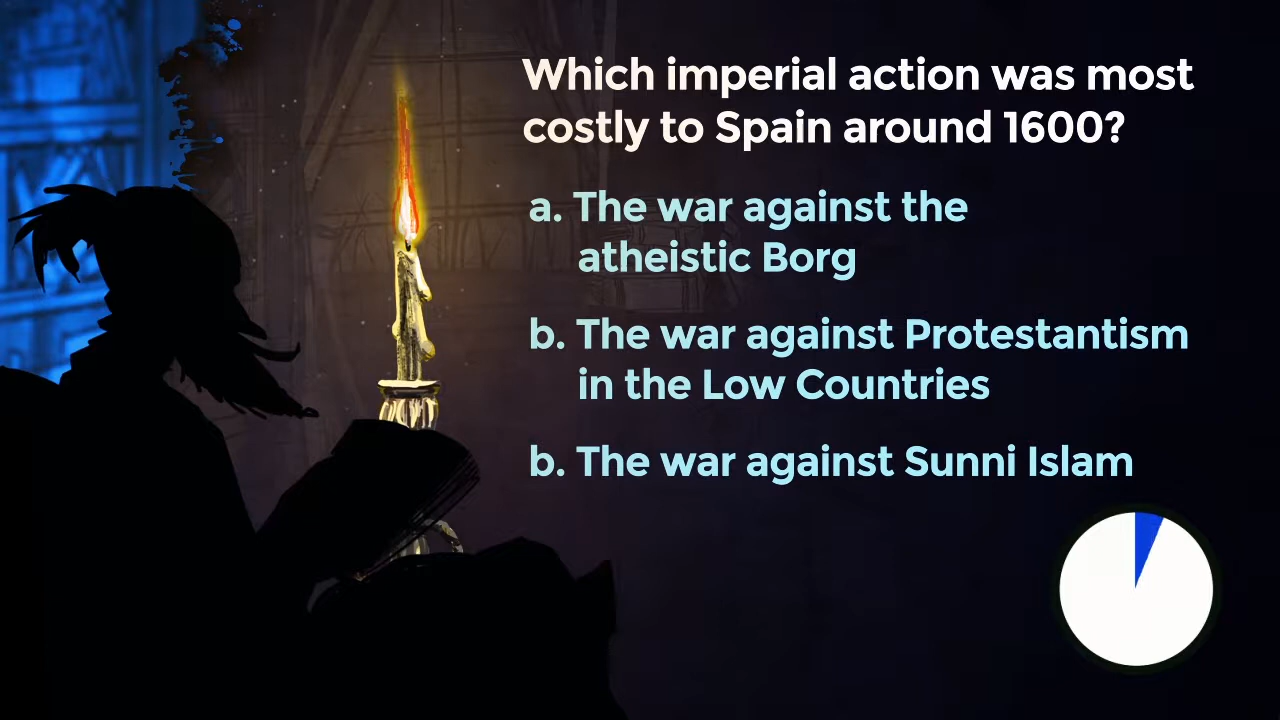 Which imperial action was most
costly to Spain around 1600?
a. The war against the
atheistic Borg
b. The war against Protestantism
in the Low Countries
b. The war against Sunni Islam